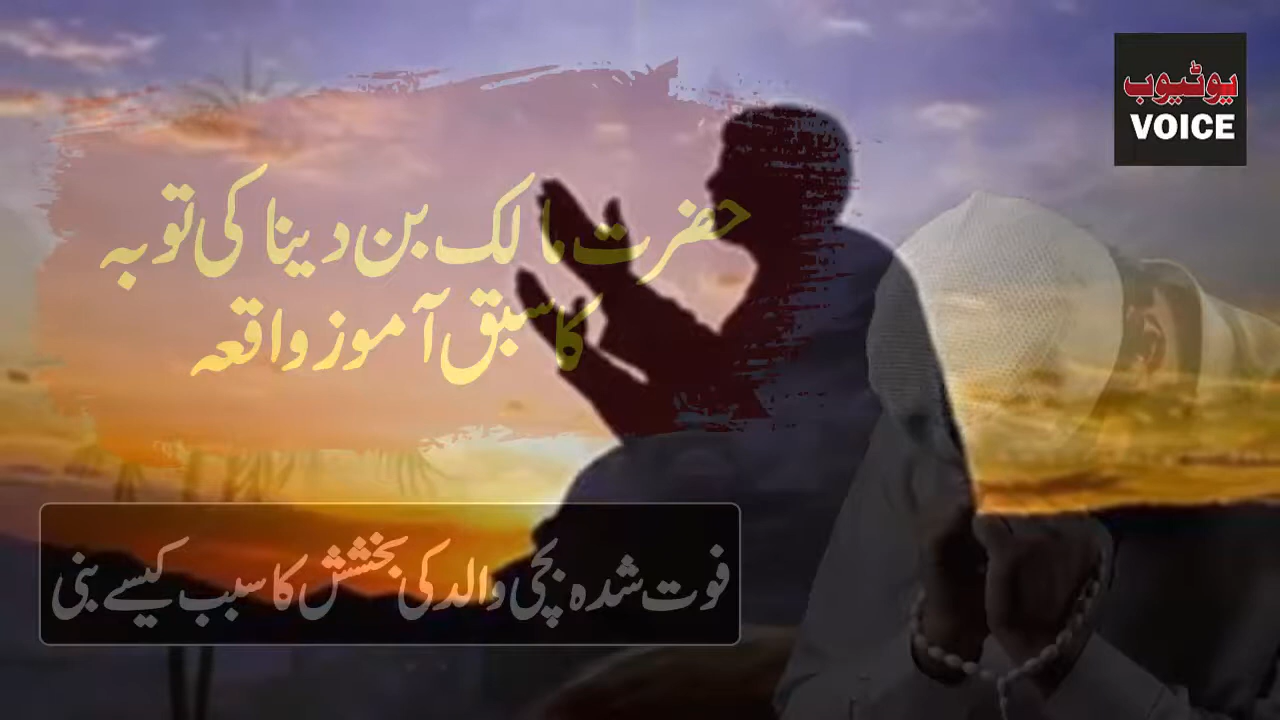 یوٹیوب
VOICE
حضرت مالک بن دینا کی توبہ
کا سبق آموز واقعہ
فوت شدہ بچی والد کی بخشش کا سبب کیسے بنی